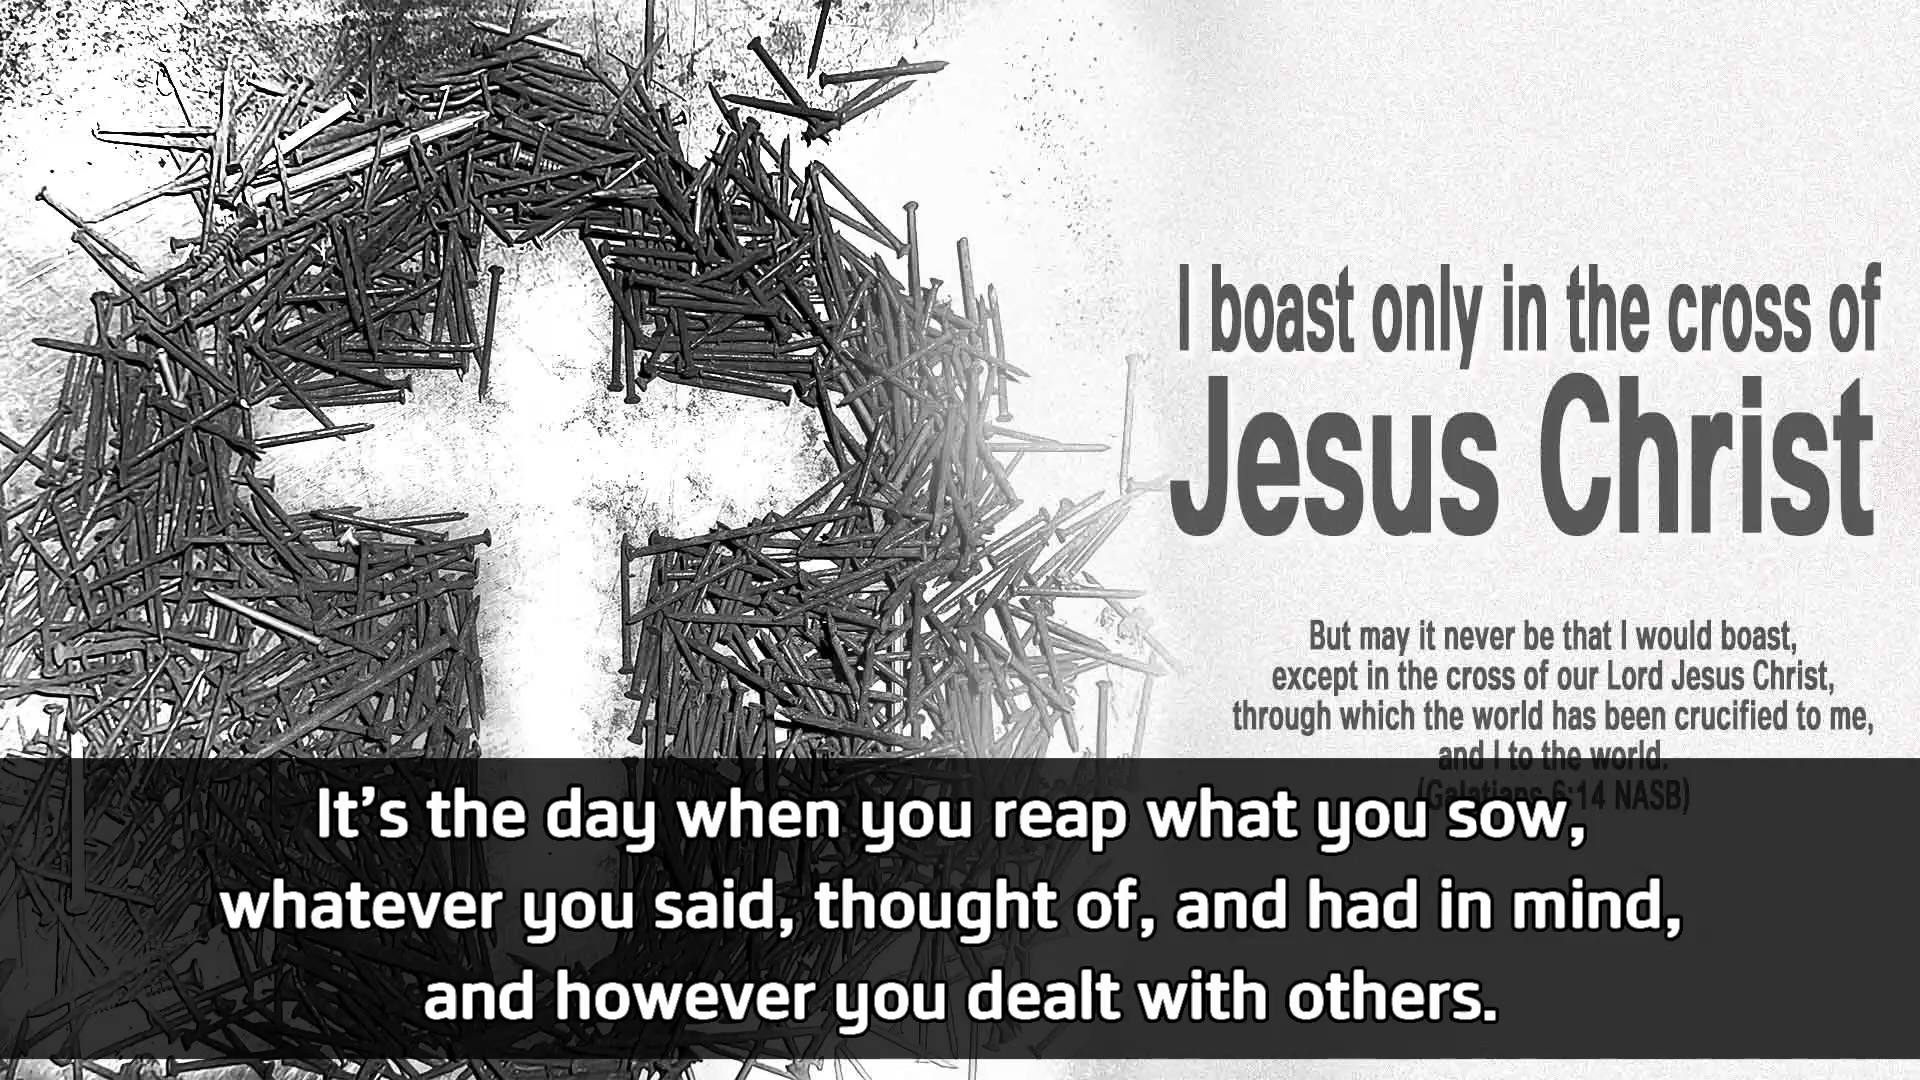 I boast only in the cross of
Jesus Christ
But may it never be that I would boast,
except in the cross of our Lord Jesus Christ,
through which the world has been crucified to me,
and I to the world.
(Galatians 6:14 NASB)
It’s the day when you reap what you sow,
whatever you said, thought of, and had in mind,
and however you dealt with others.